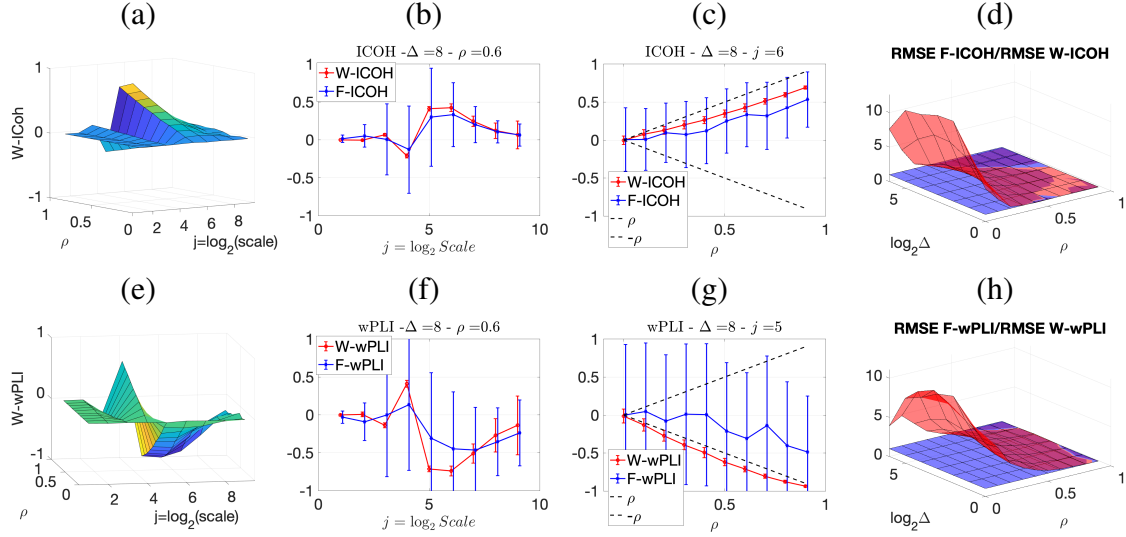 (a)
(b)
(c)
(d)
ICOH -Δ =8 - ρ =0.6
ICOH - Δ =8 - j =6
RMSE F-ICOH/RMSE W-ICOH
W-ICoh
1
0
-1
1
0.5
0
ρ
2
4
6
8
j=log2(scale)
1
0.5
0
-0.5
-1
W-ICOH
F-ICOH
0
5
10
j = log2 Scale
1
0.5
0
-0.5
-1
W-ICOH
F-ICOH
ρ
-ρ
0
0.5
1
ρ
10
5
0
5
0
log2Δ
0
0.5
1
ρ
(e)
(f)
(g)
(h)
wPLI -Δ =8 - ρ =0.6
wPLI - Δ =8 - j =5
RMSE F-wPLI/RMSE W-wPLI
W-wPLI
1
0
-1
1
0.5
0
ρ
2
4
6
8
j=log2(scale)
1
0.5
0
-0.5
-1
W-wPLI
F-wPLI
0
5
10
j = log2 Scale
1
0.5
0
-0.5
-1
W-wPLI
F-wPLI
ρ
-ρ
0
0.5
1
ρ
10
5
0
5
0
log2Δ
0
0.5
1
ρ